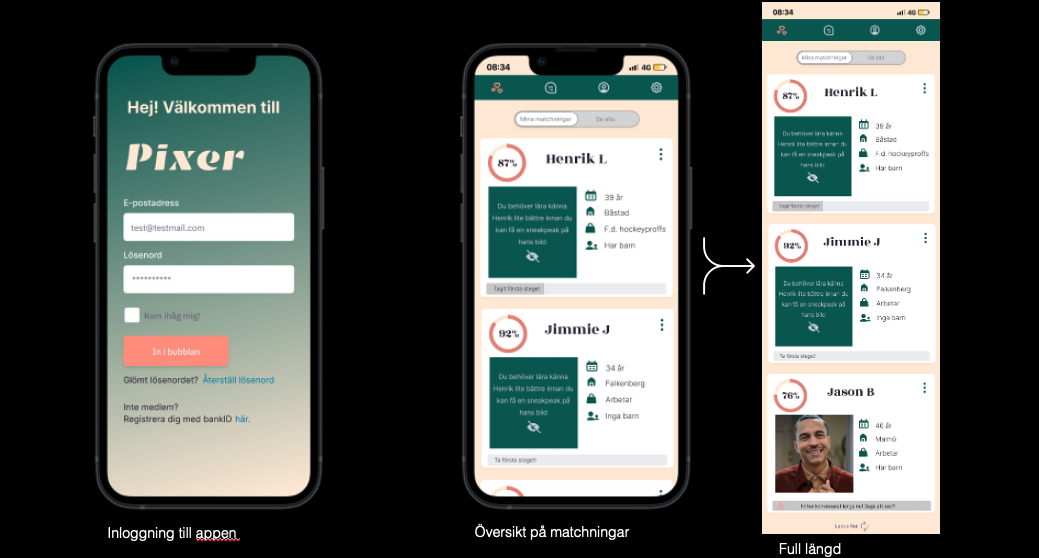 Hej! Välkommen till
Pixer
E-postadress
test@testmail.com
Lösenord
**********
Kom ihåg mig!
In i bubblan
Glömt lösenordet? Återställ lösenord
Inte medlem?
Registrera dig med bankID här.
Inloggning till appen
08:34
4G
Mina matchningar
Se alla
87%
Henrik L
Du behöver lära känna
Henrik lite bättre innan du
kan få en sneakpeak på
hans bild
39 år
Båstad
F.d. hockeyproffs
Har barn
Tagit första steget
92%
Jimmie J
Du behöver lära känna
Henrik lite bättre innan du
kan få en sneakpeak på
hans bild
34 år
Falkenberg
Arbetar
Inga barn
Ta första steget!
Översikt på matchningar
08:34
4G
Mina matchningar
Se alla
87%
Henrik L
Du behöver lära känna
Henrik lite bättre innan du
kan få en sneakpeak på
hans bild
39 år
Båstad
F.d. hockeyproffs
Har barn
Tagit första steget
92%
Jimmie J
Du behöver lära känna
Henrik lite bättre innan du
kan få en sneakpeak på
hans bild
34 år
Falkenberg
Arbetar
Inga barn
Ta första steget!
76%
Jason B
46 år
Malmö
Arbetar
Har barn
Ladda fler
Full längd